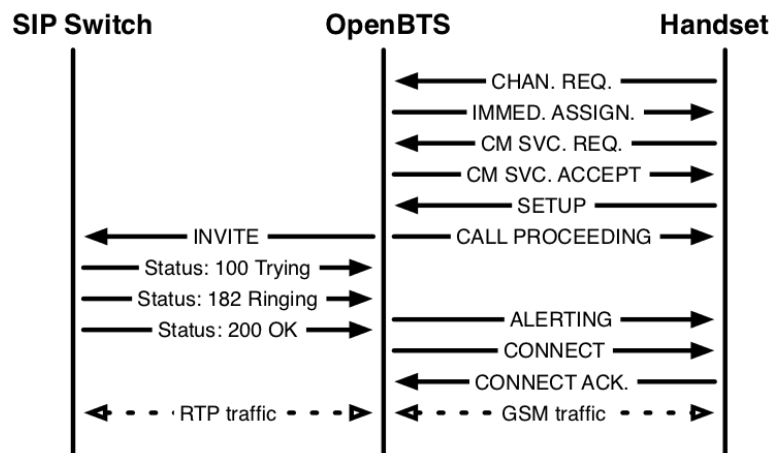 SIP Switch OpenBTS Handset
CHAN. REQ.
IMMED. ASSIGN.
CM SVC. REQ.
CM SVC. ACCEPT
SETUP
INVITE CALL PROCEEDING
Status: 100 Trying
Status: 182 Ringing
ALERTING
Status: 200 OK
CONNECT
CONNECT ACK.
RTP traffic GSM traffic